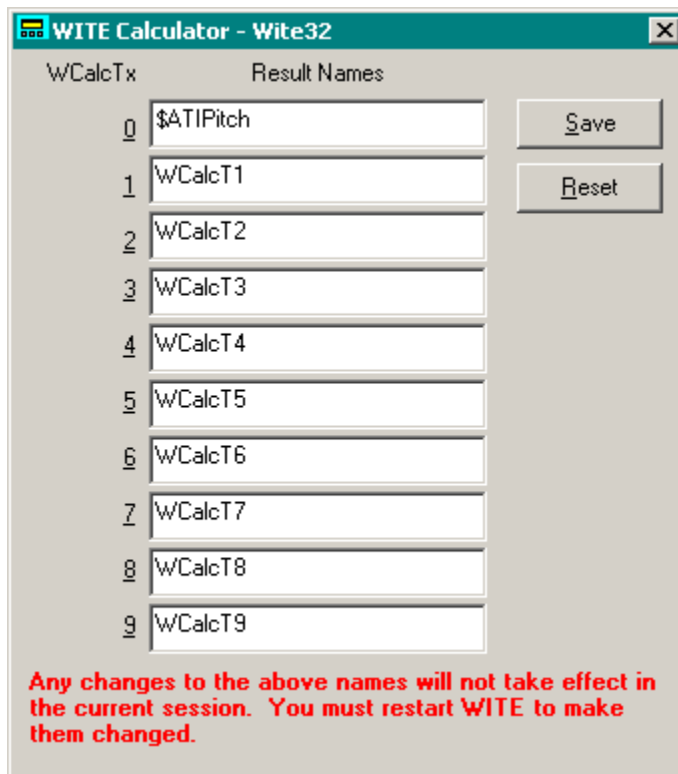 WITE Calculator - Wite32
WCalcTx Result Names
0 $ATIPitch Save
1 WCalcT1 Reset
2 WCalcT2
3 WCalcT3
4 WCalcT4
5 WCalcT5
6 WCalcT6
7 WCalcT7
8 WCalcT8
9 WCalcT9
Any changes to the above names will not take effect in
the current session. You must restart WITE to make
them changed.